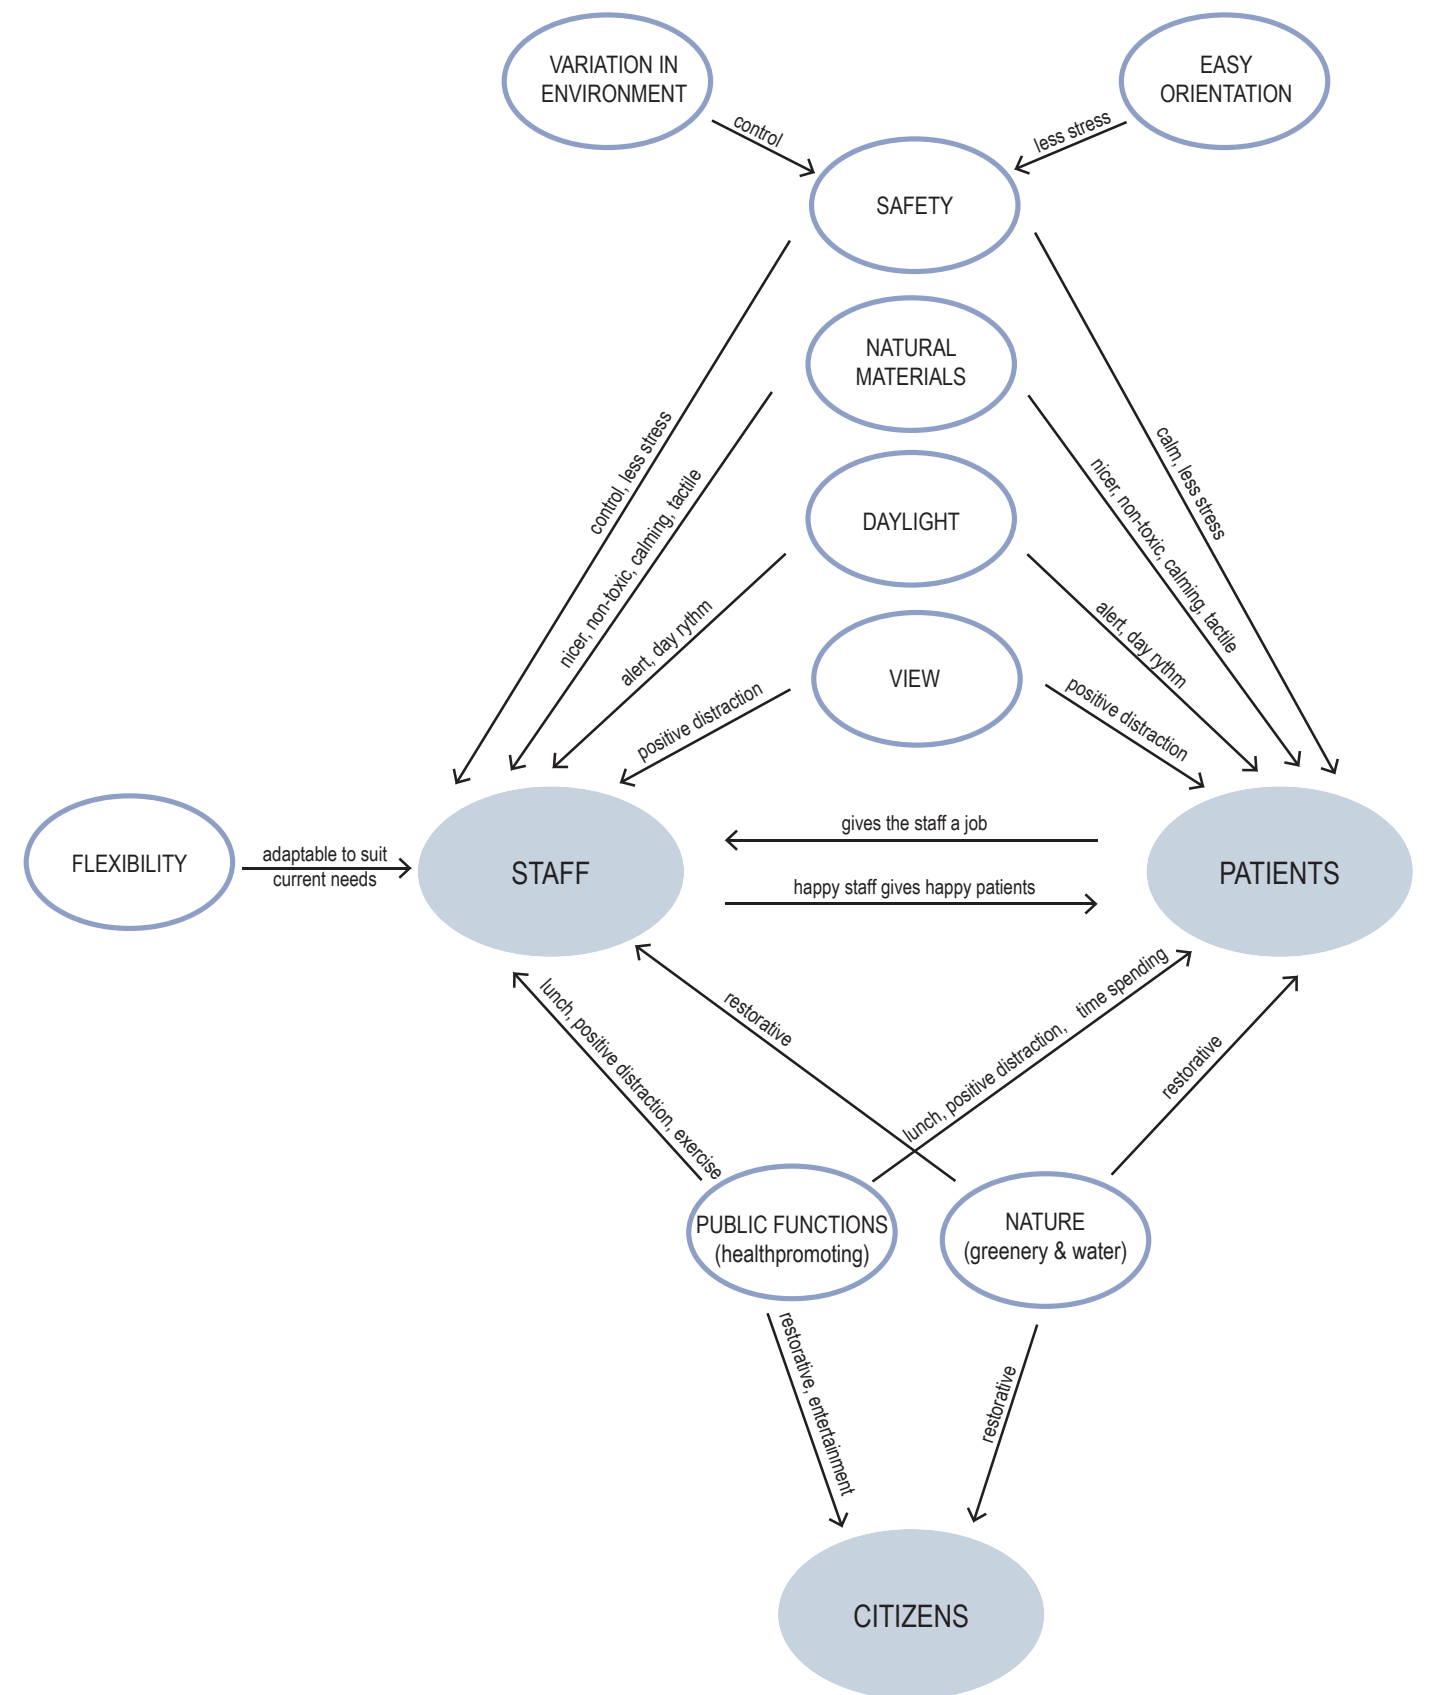 VARIATION IN
ENVIRONMENT
EASY
ORIENTATION
control
less stress
SAFETY
NATURAL
MATERIALS
control, less stress
calm, less stress
nicer, non-toxic, calming, tactile
nicer, non-toxic, calming, tactile
DAYLIGHT
alert, day rythm
alert, day rythm
VIEW
positive distraction
positive distraction
FLEXIBILITY
adaptable to suit
current needs
STAFF
gives the staff a job
happy staff gives happy patients
PATIENTS
lunch, positive distraction, exercise
restorative
lunch, positive distraction, time spending
restorative
PUBLIC FUNCTIONS
(healthpromoting)
NATURE
(greenery & water)
restorative, entertainment
restorative
CITIZENS